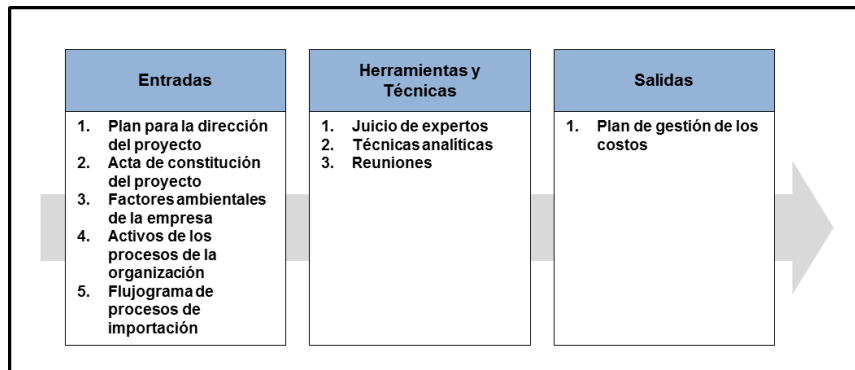 Entradas
1. Plan para la dirección
del proyecto
2. Acta de constitución
del proyecto
3. Factores ambientales
de la empresa
4. Activos de los
procesos de la
organización
5. Flujograma de
procesos de
importación
Herramientas y
Técnicas
1. Juicio de expertos
2. Técnicas analíticas
3. Reuniones
Salidas
1. Plan de gestión de los
costos